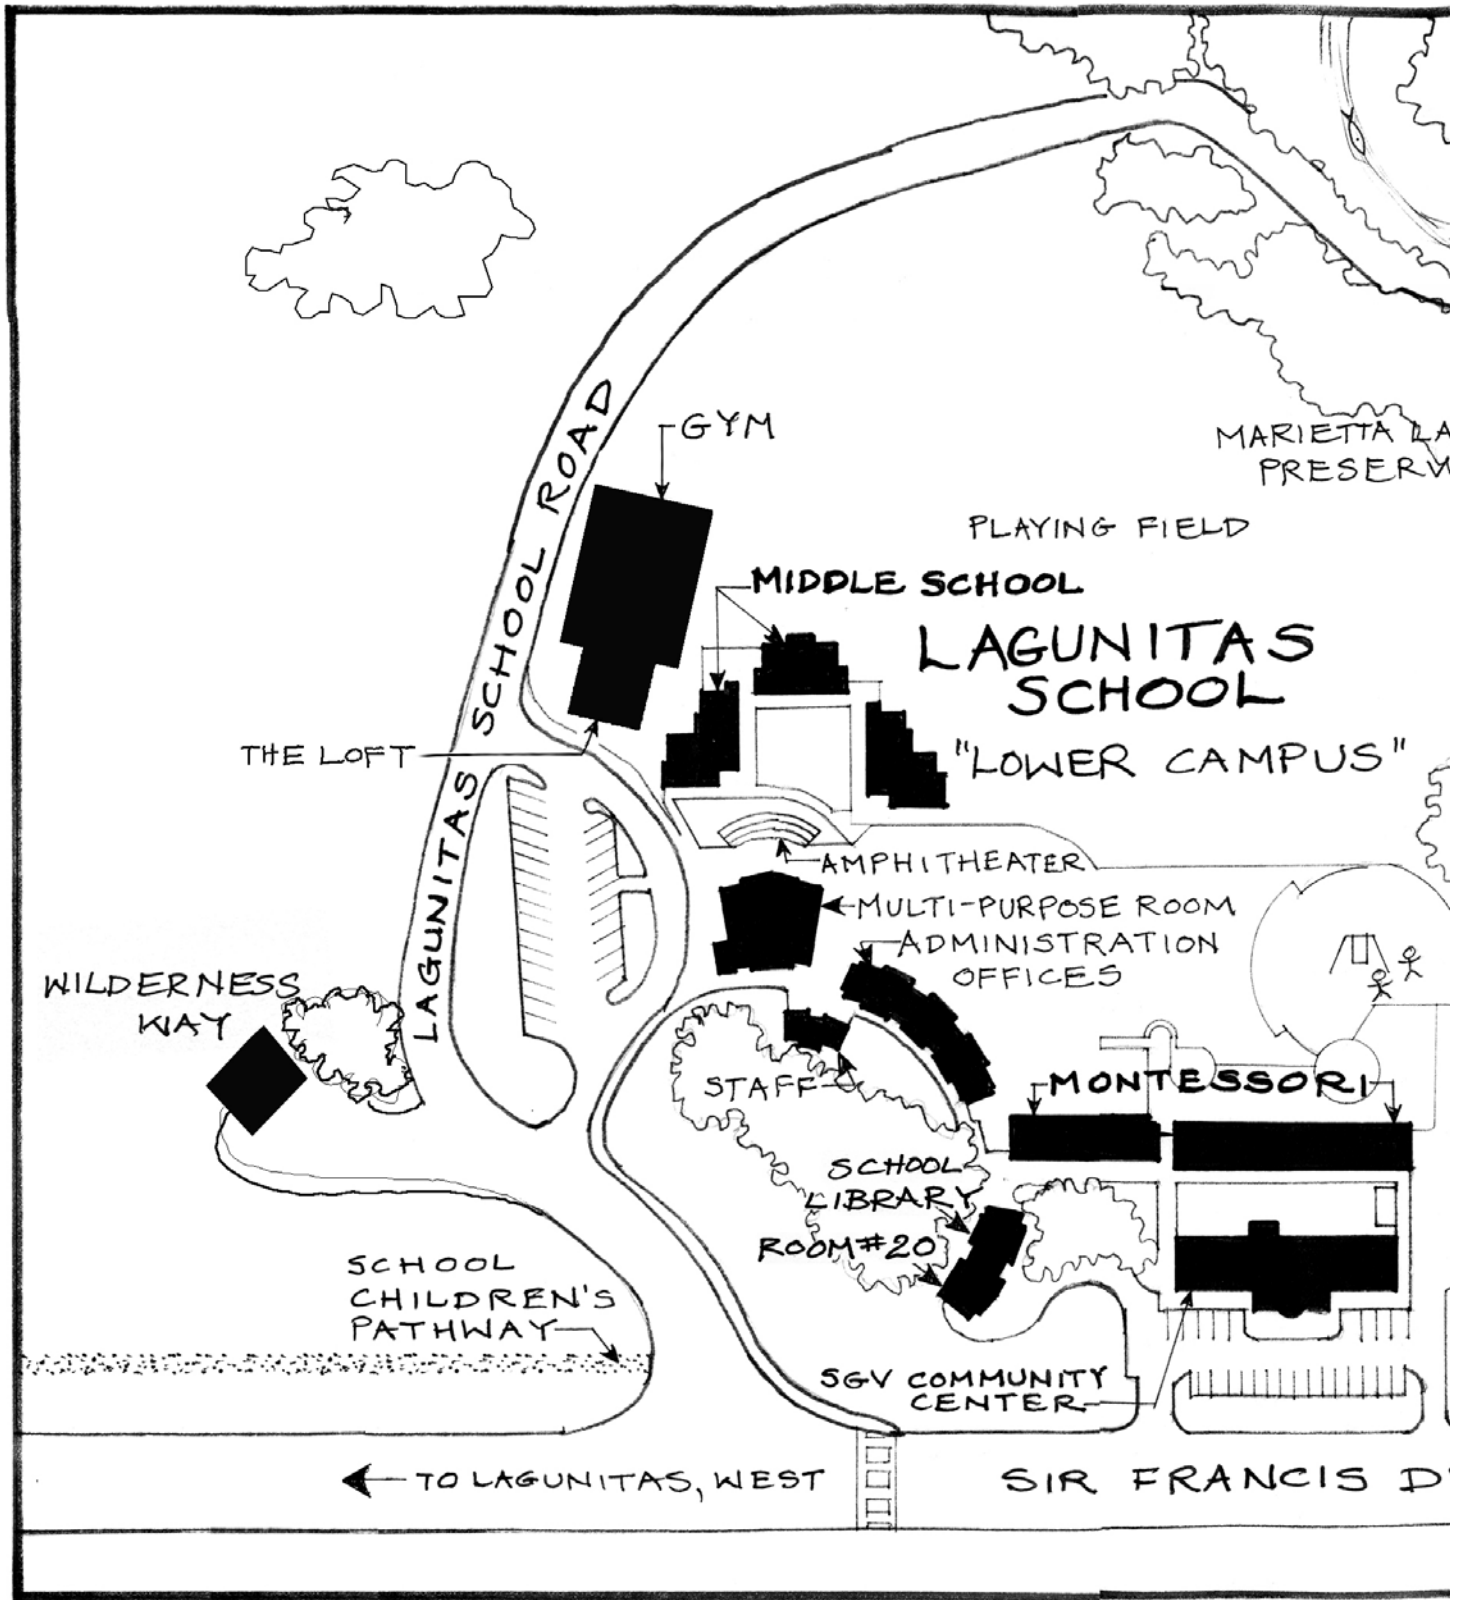 GYM
MARIETTA LA
PRESERV
PLAYING FIELD
MIDDLE SCHOOL
LAGUNITAS
SCHOOL
"LOWER CAMPUS"
THE LOFT
LAGUNITAS SCHOOL ROAD
AMPHITHEATER
MULTI-PURPOSE ROOM
ADMINISTRATION
OFFICES
WILDERNESS
WAY
STAFF
MONTESSORI
SCHOOL
LIBRARY
ROOM#20
SCHOOL
CHILDREN'S
PATHWAY
SGV COMMUNITY
CENTER
TO LAGUNITAS, WEST
SIR FRANCIS D